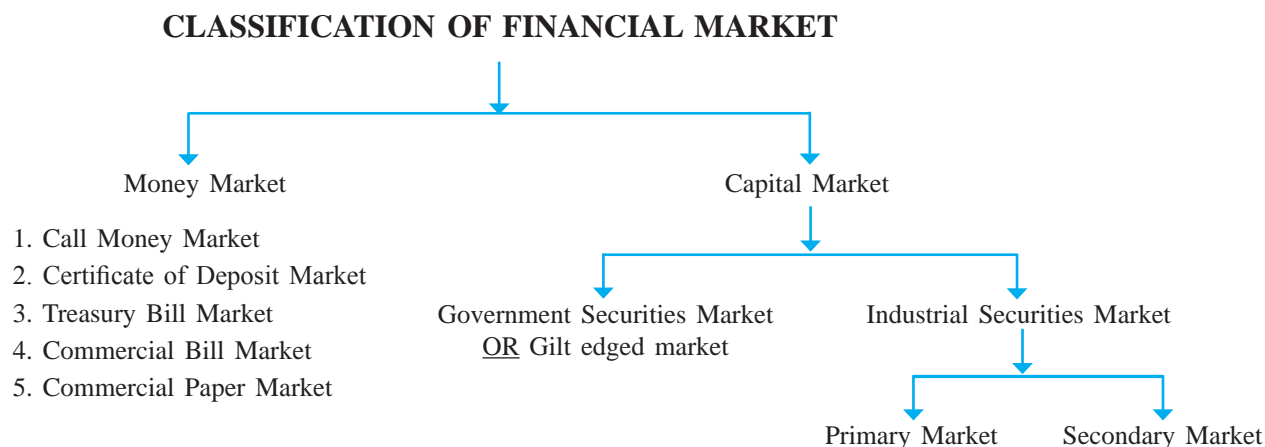 CLASSIFICATION OF FINANCIAL MARKET
Money Market
Capital Market
1. Call Money Market
2. Certificate of Deposit Market
3. Treasury Bill Market
4. Commercial Bill Market
5. Commercial Paper Market
Government Securities Market
OR Gilt edged market
Industrial Securities Market
Primary Market
Secondary Market